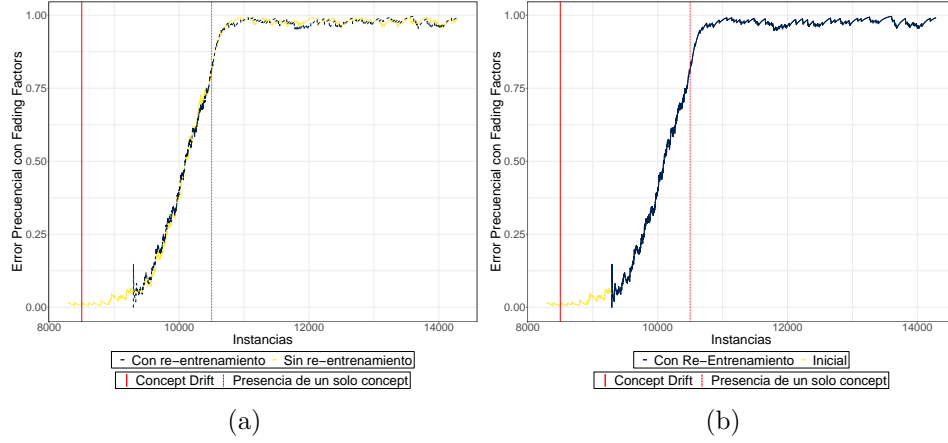 Error Precuencial con Fading Factors
1.00
0.75
0.50
0.25
0.00
8000 10000 12000 14000
Instancias
Con re-entrenamiento Sin re-entrenamiento
Concept Drift Presencia de un solo concept
(a)
Error Precuencial con Fading Factors
1.00
0.75
0.50
0.25
0.00
8000 10000 12000 14000
Instancias
Con Re-Entrenamiento Inicial
Concept Drift Presencia de un solo concept
(b)